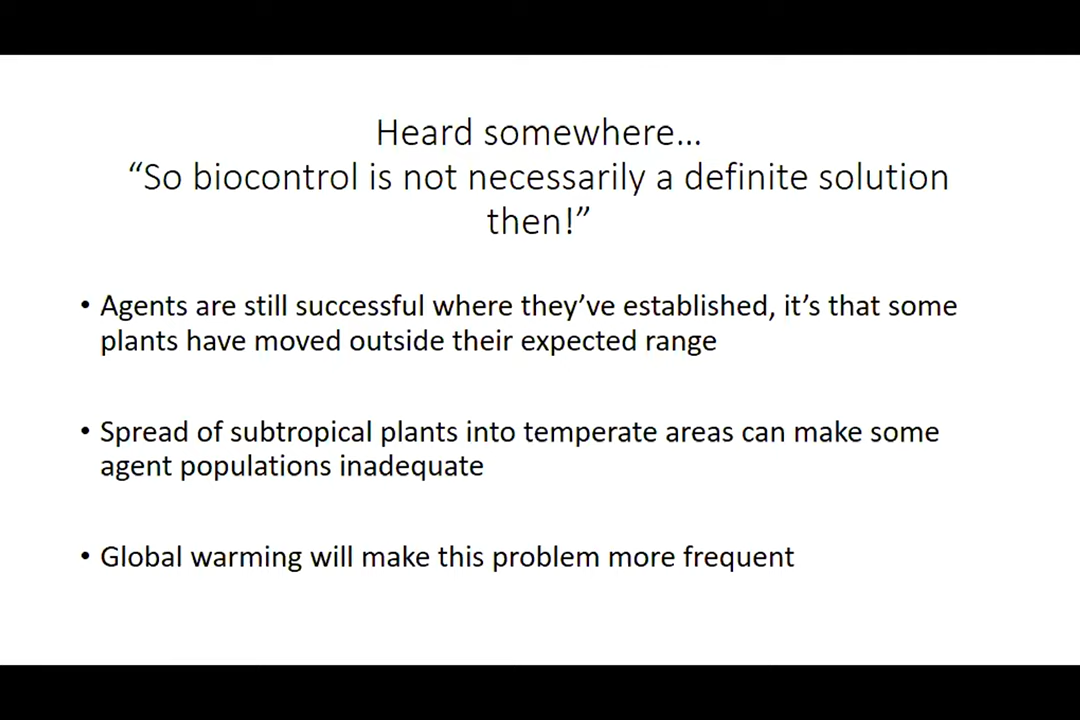 Heard somewhere...
“So biocontrol is not necessarily a definite solution
then!”
• Agents are still successful where they’ve established, it’s that some
plants have moved outside their expected range
• Spread of subtropical plants into temperate areas can make some
agent populations inadequate
• Global warming will make this problem more frequent